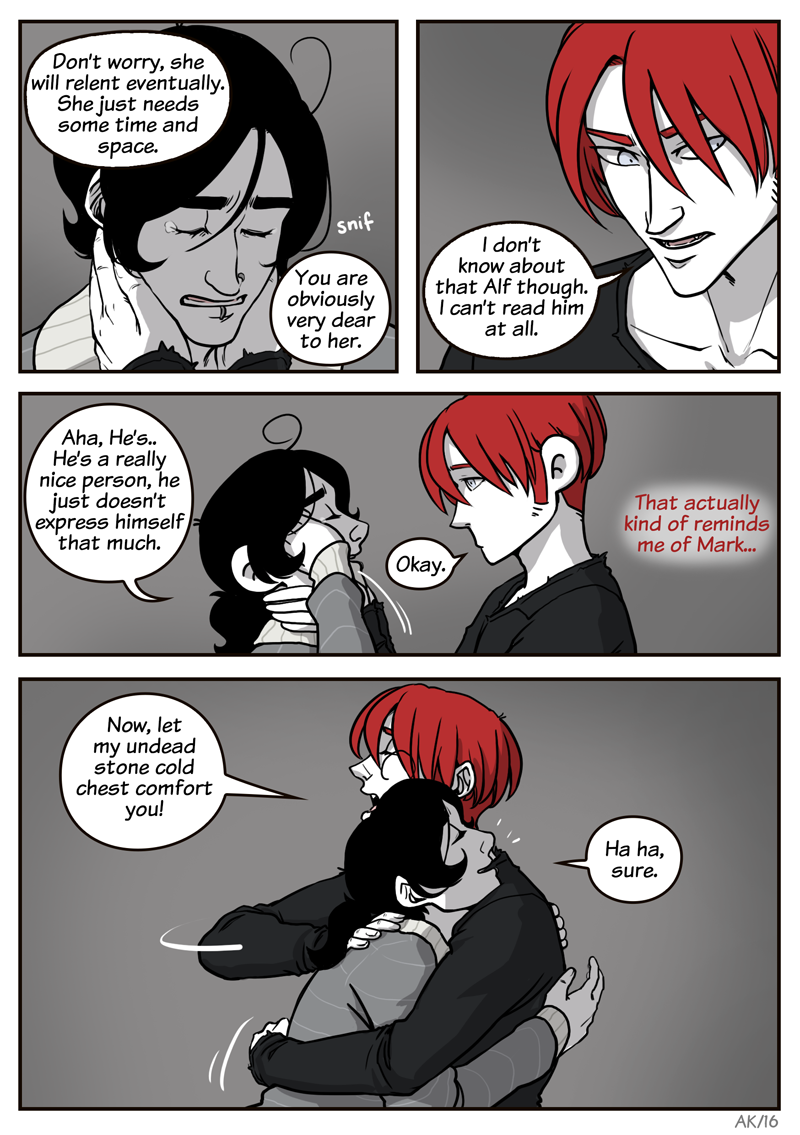 Don't worry, she
will relent eventually.
She just needs
some time and
space.
snif
You are
obviously
very dear
to her.
I don't
know about
that Alf though.
I can't read him
at all.
Aha, He's..
He's a really
nice person, he
just doesn't
express himself
that much.
Okay.
That actually
kind of reminds
me of Mark...
Now, let
my undead
stone cold
chest comfort
you!
Ha ha,
sure.
AK/16